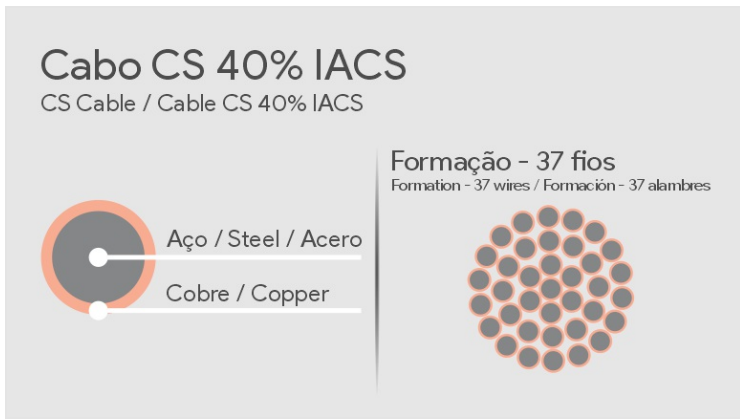 Cabo CS 40% IACS
CS Cable / Cable CS 40% IACS
Aço / Steel / Acero
Cobre / Copper
Formação - 37 fios
Formation - 37 wires / Formación - 37 alambres